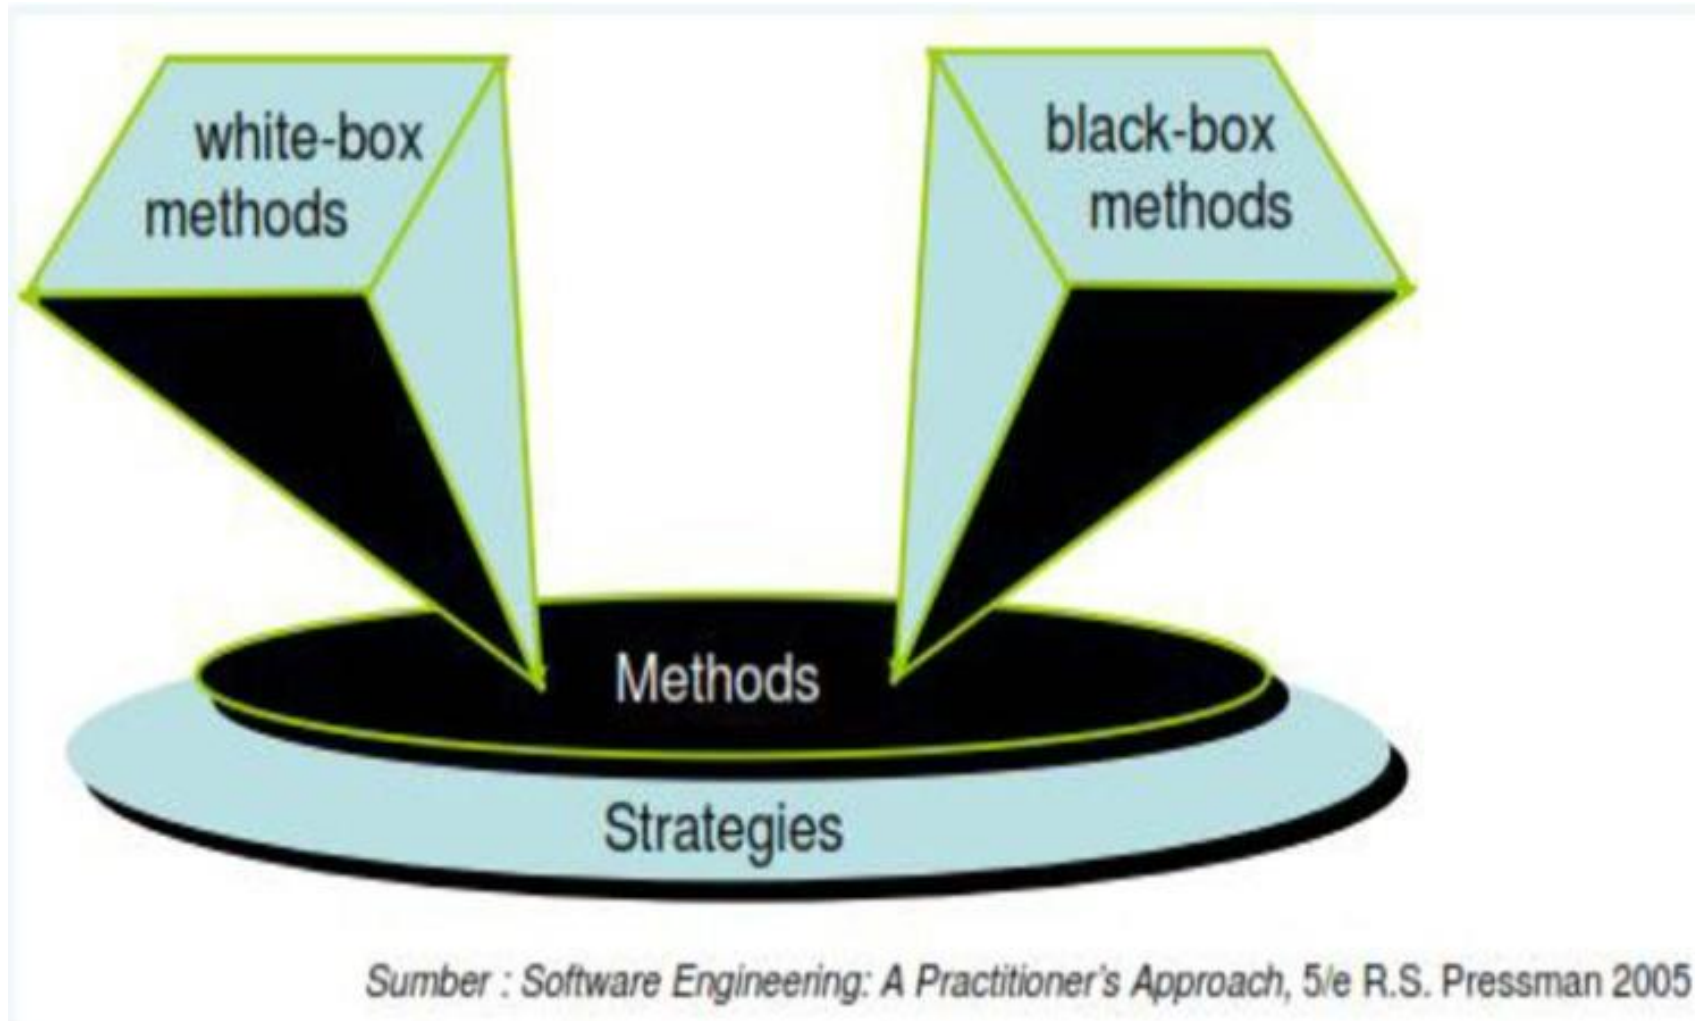 white-box
methods
black-box
methods
Methods
Strategies
Sumber : Software Engineering: A Practitioner's Approach, 5/e R.S. Pressman 2005